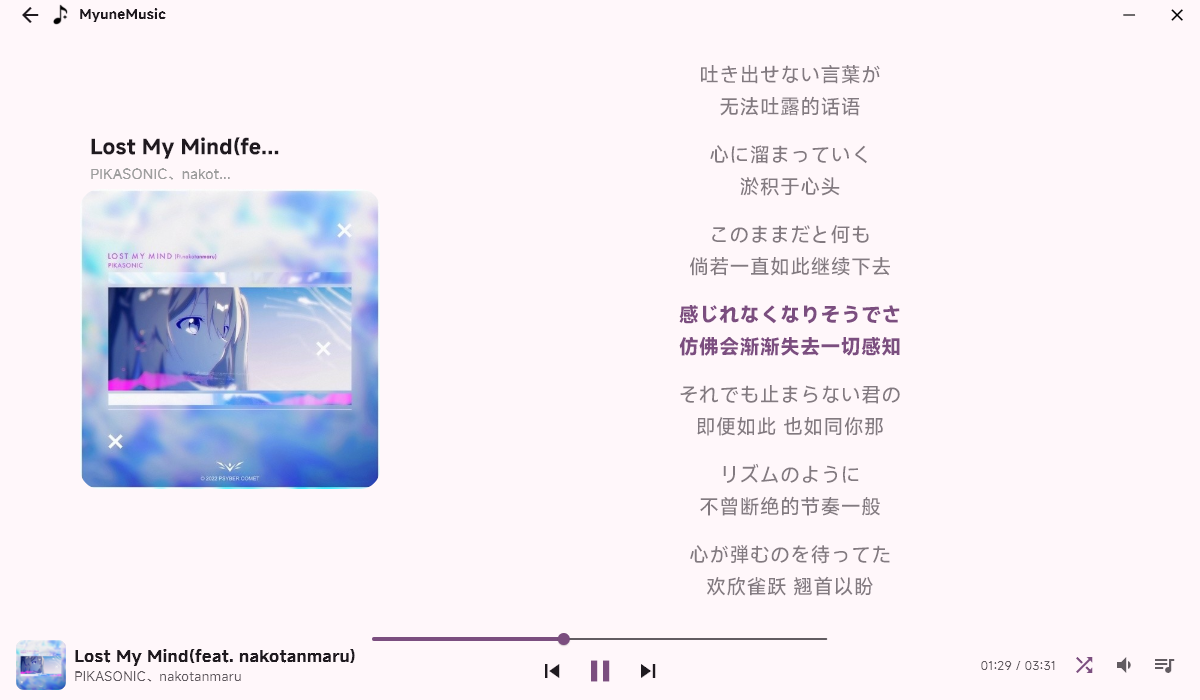 MyuneMusic
Lost My Mind(fe...
PIKASONIC、nakot...
LOST MY MIND (Ft.nakotanmaru)
PIKASONIC
© 2022 PSYBER COMET
吐き出せない言葉が
无法吐露的话语
心に溜まっていく
淤积于心头
このままだと何も
倘若一直如此继续下去
感じれなくなりそうでさ
仿佛会渐渐失去一切感知
それでも止まらない君の
即便如此 也如同你那
リズムのように
不曾断绝的节奏一般
心が弾むのを待ってた
欢欣雀跃 翘首以盼
Lost My Mind(feat. nakotanmaru)
PIKASONIC、nakotanmaru
01:29 / 03:31